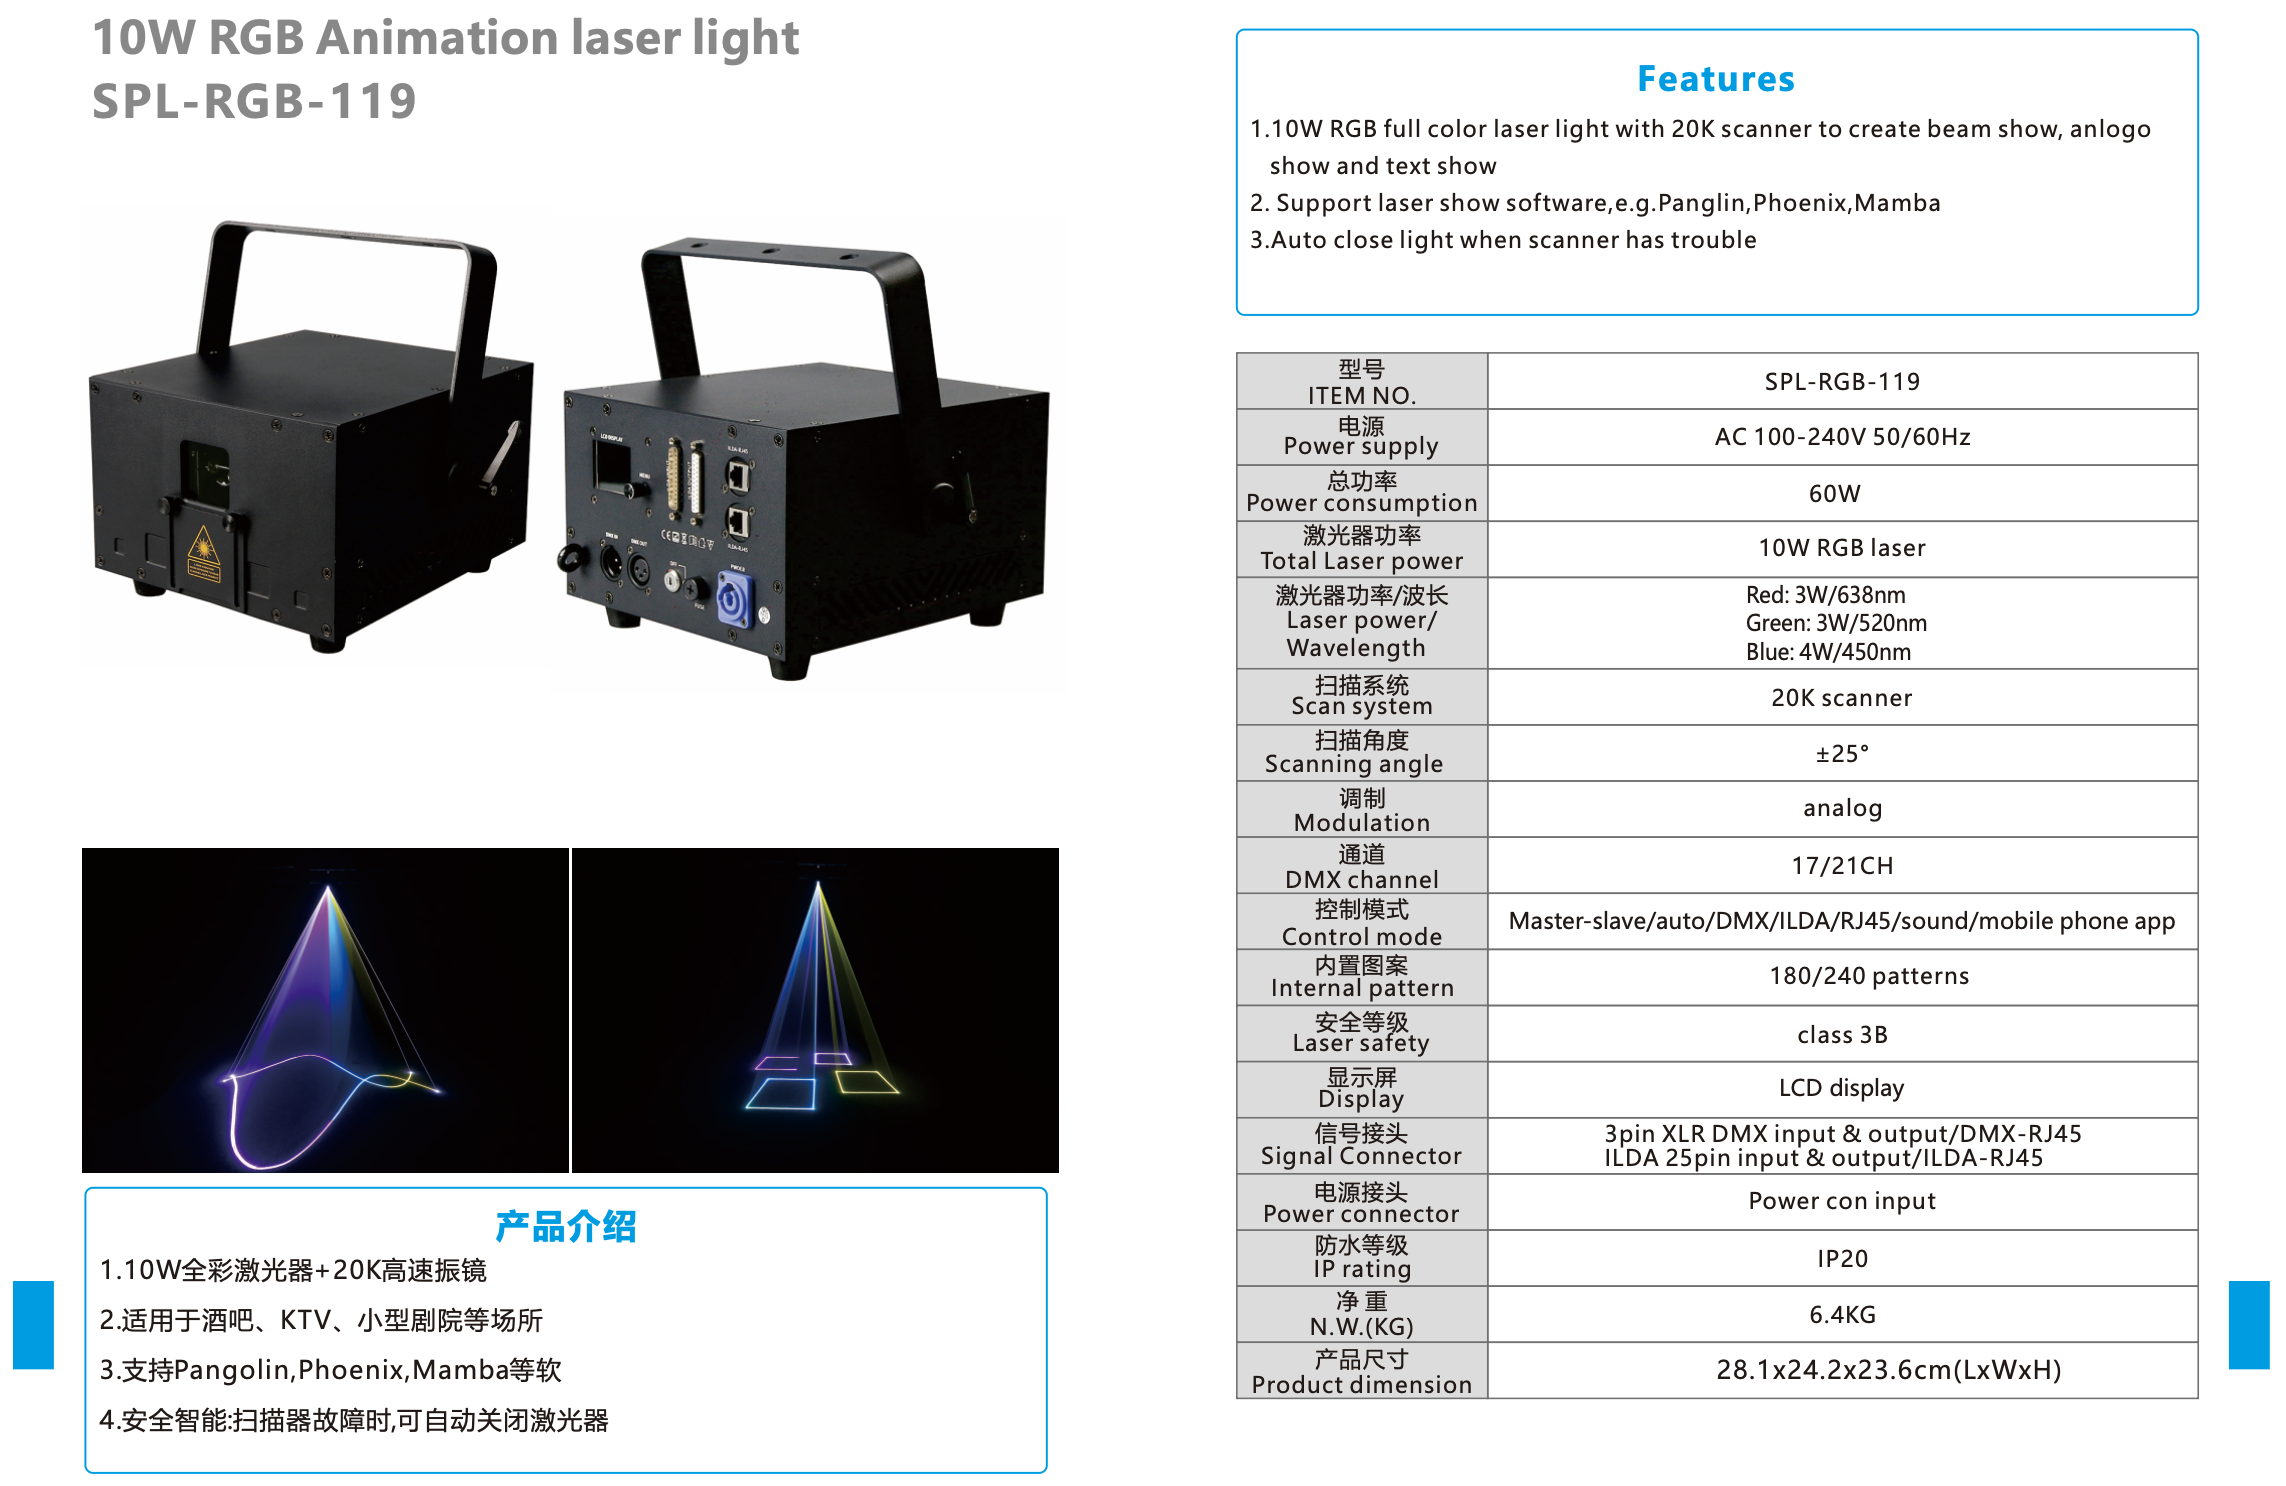 10W RGB Animation laser light
SPL-RGB-119
LCD DISPLAY
MENU
ILDA-RJ45
ILDA-RJ45
DMX IN
DMX OUT
OFF
FUSE
产品介绍
1.10W全彩激光器+20K高速振镜
2.适用于酒吧、KTV、小型剧院等场所
3.支持Pangolin,Phoenix,Mamba等软
4.安全智能:扫描器故障时,可自动关闭激光器
Features
1.10W RGB full color laser light with 20K scanner to create beam show, anlogo
show and text show
2. Support laser show software,e.g.Panglin,Phoenix,Mamba
3.Auto close light when scanner has trouble
型号
ITEM NO.
SPL-RGB-119
电源
Power supply
AC 100-240V 50/60Hz
总功率
Power consumption
60W
激光器功率
Total Laser power
10W RGB laser
激光器功率/波长
Laser power/
Wavelength
Red: 3W/638nm
Green: 3W/520nm
Blue: 4W/450nm
扫描系统
Scan system
20K scanner
扫描角度
Scanning angle
±25°
调制
Modulation
analog
通道
DMX channel
17/21CH
控制模式
Control mode
Master-slave/auto/DMX/ILDA/RJ45/sound/mobile phone app
内置图案
Internal pattern
180/240 patterns
安全等级
Laser safety
class 3B
显示屏
Display
LCD display
信号接头
Signal Connector
3pin XLR DMX input & output/DMX-RJ45
ILDA 25pin input & output/ILDA-RJ45
电源接头
Power connector
Power con input
防水等级
IP rating
IP20
净 重
N.W.(KG)
6.4KG
产品尺寸
Product dimension
28.1x24.2x23.6cm(LxWxH)